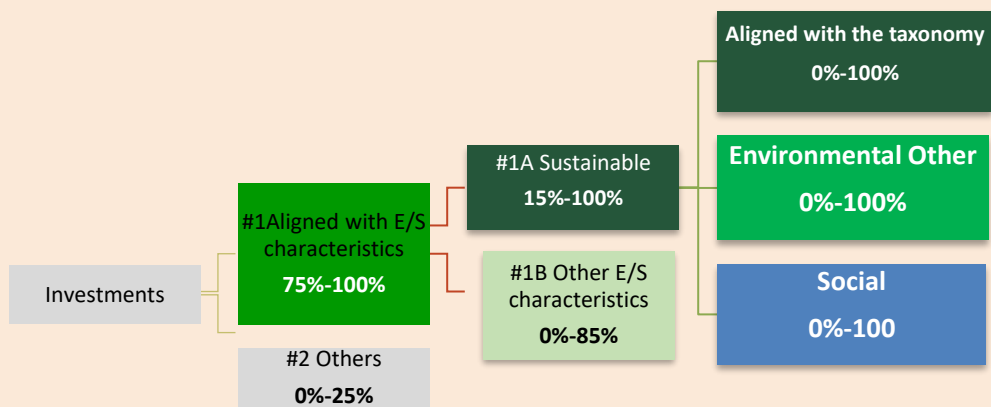 Investments
#1Aligned with E/S
characteristics
75%-100%
#2 Others
0%-25%
#1A Sustainable
15%-100%
#1B Other E/S
characteristics
0%-85%
Aligned with the taxonomy
0%-100%
Environmental Other
0%-100%
Social
0%-100